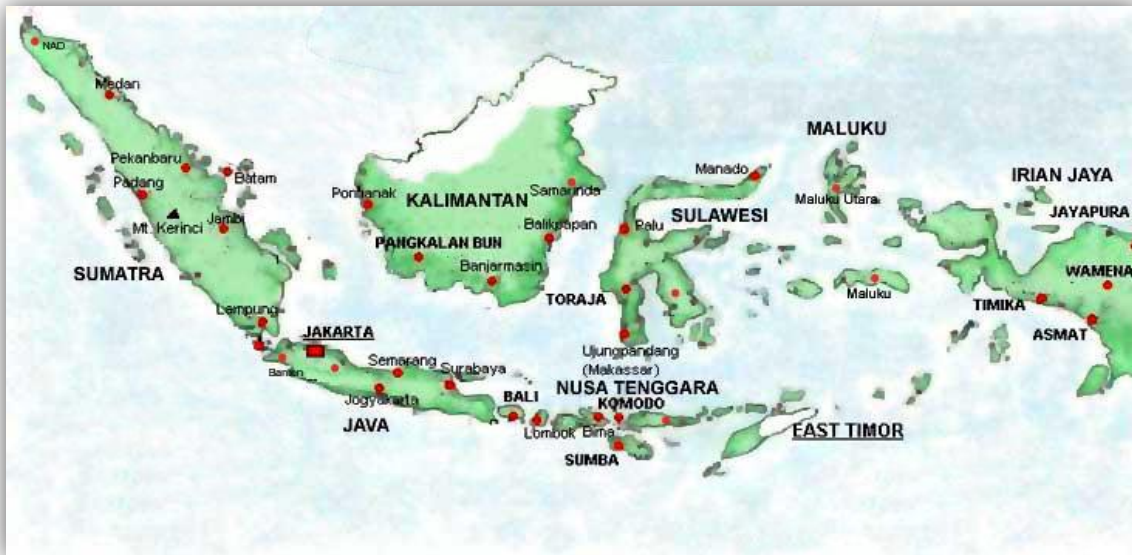 NAD
Medan
Pekanbaru
Padang
Batam
Mt. Kerinci
Jambi
SUMATRA
Lampung
JAKARTA
Banten
Semarang
Surabaya
Jogyakarta
JAVA
Pontianak
KALIMANTAN
Samarinda
Balikpapan
PANGKALAN BUN
Banjarmasin
Manado
SULAWESI
Palu
TORAJA
Ujungpandang
(Makassar)
NUSA TENGGARA
BALI
KOMODO
Lombok
Bima
SUMBA
EAST TIMOR
MALUKU
Maluku Utara
Maluku
IRIAN JAYA
JAYAPURA
WAMENA
TIMIKA
ASMAT